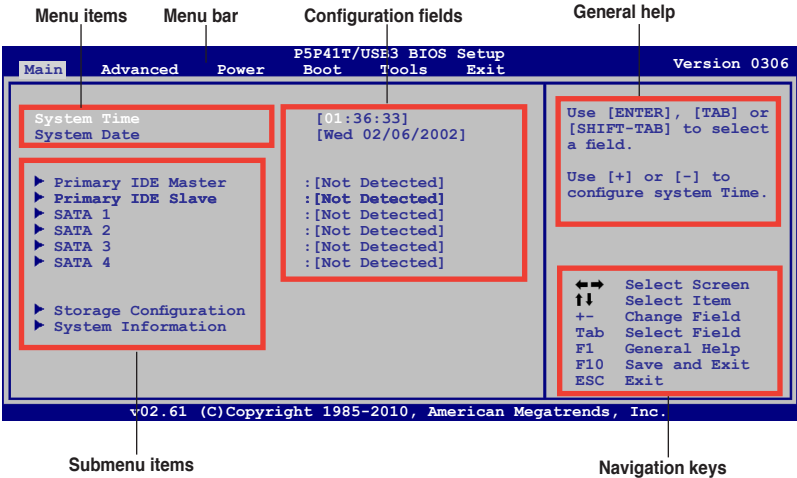 Menu items Menu bar Configuration fields General help
P5P41T/USB3 BIOS Setup Version 0306
Main Advanced Power Boot Tools Exit
System Time [01:36:33]
System Date [Wed 02/06/2002]
Primary IDE Master :[Not Detected]
Primary IDE Slave :[Not Detected]
SATA 1 :[Not Detected]
SATA 2 :[Not Detected]
SATA 3 :[Not Detected]
SATA 4 :[Not Detected]
Storage Configuration
System Information
Use [ENTER], [TAB] or
[SHIFT-TAB] to select
a field.
Use [+] or [-] to
configure system Time.
←→ Select Screen
↑↓ Select Item
+- Change Field
Tab Select Field
F1 General Help
F10 Save and Exit
ESC Exit
v02.61 (C)Copyright 1985-2010, American Megatrends, Inc.
Submenu items Navigation keys